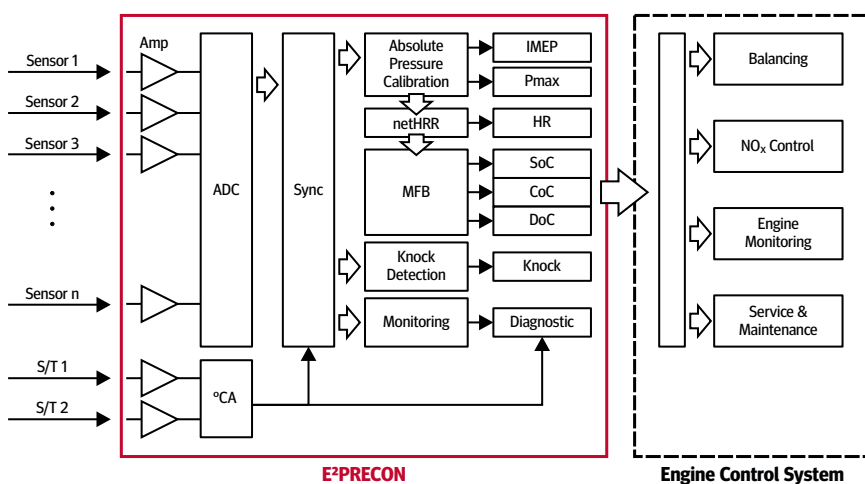 Amp
Sensor 1
Sensor 2
Sensor 3
Sensor n
S/T 1
S/T 2
ADC
°CA
Sync
Absolute
Pressure
Calibration
netHRR
MFB
Knock
Detection
Monitoring
IMEP
Pmax
HR
SoC
CoC
DoC
Knock
Diagnostic
E²PRECON
Balancing
NOₓ Control
Engine
Monitoring
Service &
Maintenance
Engine Control System